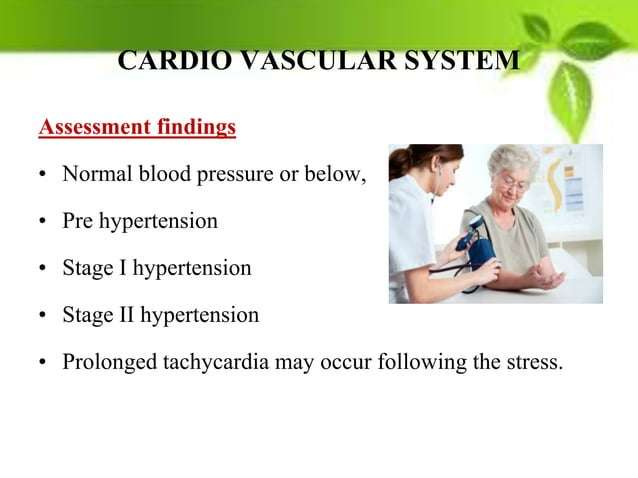 CARDIO VASCULAR SYSTEM
Assessment findings
• Normal blood pressure or below,
• Pre hypertension
• Stage I hypertension
• Stage II hypertension
• Prolonged tachycardia may occur following the stress.